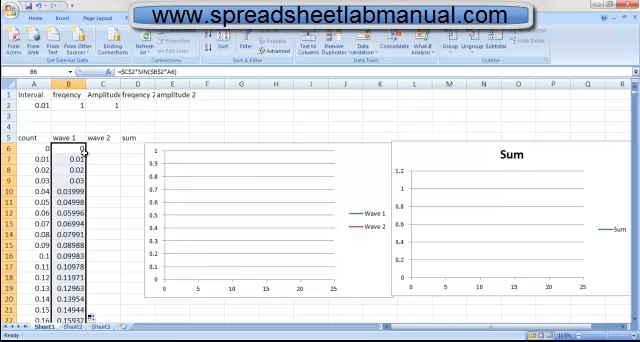 www.spreadsheetlabmanual.com
Home Insert Page Layout
From Access From Web From Text From Other Sources Existing Connections Refresh All Properties Edit Links Sort Filter Reapply Advanced Text to Columns Remove Duplicates Data Validation Consolidate What-If Analysis Group Ungroup Subtotal
Get External Data Connections Sort & Filter Data Tools Outline
B6 =$C$2*SIN($B$2*A6)
A B C D E F G H I J K L M N O P Q R
1 interval freqency Amplitude freqency 2 amplitude 2
2 0.01 1 1
3
4
5 count wave 1 wave 2 sum
6 0 0
7 0.01 0.01
8 0.02 0.02
9 0.03 0.03
10 0.04 0.03999
11 0.05 0.04998
12 0.06 0.05996
13 0.07 0.06994
14 0.08 0.07991
15 0.09 0.08988
16 0.1 0.09983
17 0.11 0.10978
18 0.12 0.11971
19 0.13 0.12963
20 0.14 0.13954
21 0.15 0.14944
22 0.16 0.15932
1
0.9
0.8
0.7
0.6
0.5
0.4
0.3
0.2
0.1
0
0 5 10 15 20 25
Wave 1
Wave 2
Sum
1.2
1
0.8
0.6
0.4
0.2
0
0 5 10 15 20 25
Sum
Sheet1 Sheet2 Sheet3
Ready 115%